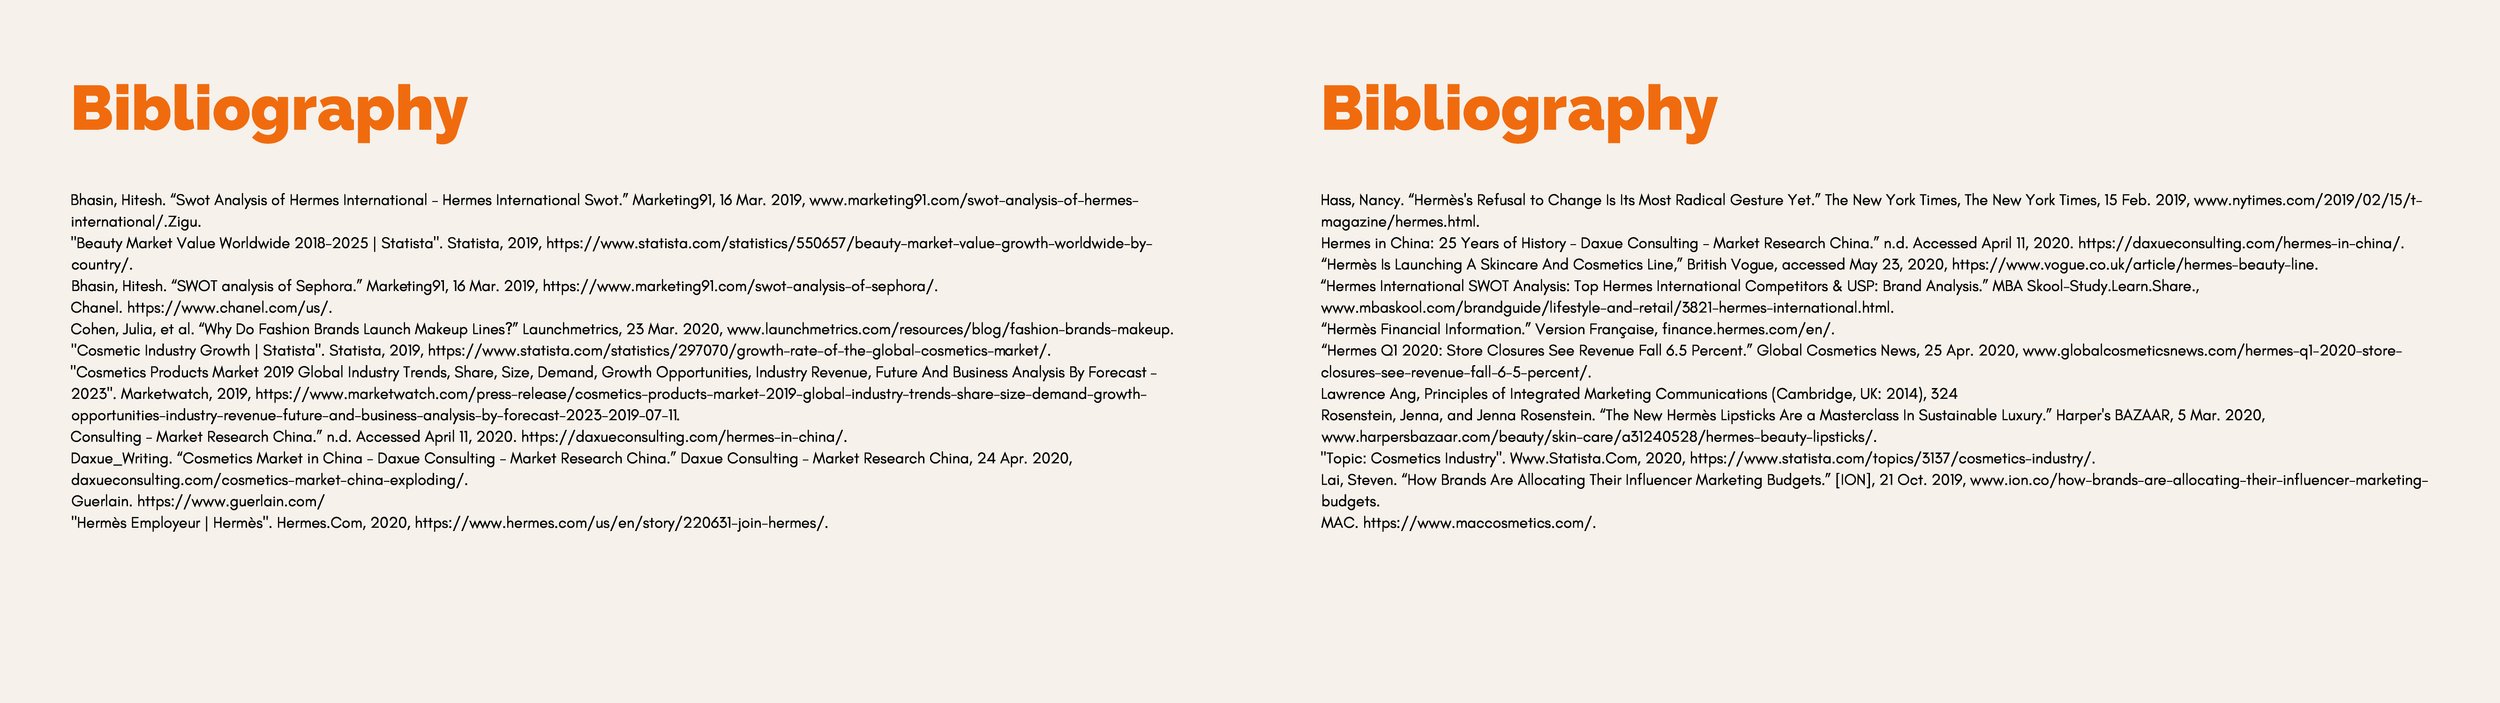 Bibliography
Bhasin, Hitesh. “Swot Analysis of Hermes International – Hermes International Swot.” Marketing91, 16 Mar. 2019, www.marketing91.com/swot-analysis-of-hermes-
international/.Zigu.
"Beauty Market Value Worldwide 2018-2025 | Statista". Statista, 2019, https://www.statista.com/statistics/550657/beauty-market-value-growth-worldwide-by-
country/.
Bhasin, Hitesh. “SWOT analysis of Sephora.” Marketing91, 16 Mar. 2019, https://www.marketing91.com/swot-analysis-of-sephora/.
Chanel. https://www.chanel.com/us/.
Cohen, Julia, et al. “Why Do Fashion Brands Launch Makeup Lines?” Launchmetrics, 23 Mar. 2020, www.launchmetrics.com/resources/blog/fashion-brands-makeup.
"Cosmetic Industry Growth | Statista". Statista, 2019, https://www.statista.com/statistics/297070/growth-rate-of-the-global-cosmetics-market/.
"Cosmetics Products Market 2019 Global Industry Trends, Share, Size, Demand, Growth Opportunities, Industry Revenue, Future And Business Analysis By Forecast –
2023". Marketwatch, 2019, https://www.marketwatch.com/press-release/cosmetics-products-market-2019-global-industry-trends-share-size-demand-growth-
opportunities-industry-revenue-future-and-business-analysis-by-forecast-2023-2019-07-11.
Consulting – Market Research China.” n.d. Accessed April 11, 2020. https://daxueconsulting.com/hermes-in-china/.
Daxue_Writing. “Cosmetics Market in China – Daxue Consulting – Market Research China.” Daxue Consulting – Market Research China, 24 Apr. 2020,
daxueconsulting.com/cosmetics-market-china-exploding/.
Guerlain. https://www.guerlain.com/
"Hermès Employeur | Hermès". Hermes.Com, 2020, https://www.hermes.com/us/en/story/220631-join-hermes/.
Bibliography
Hass, Nancy. “Hermès's Refusal to Change Is Its Most Radical Gesture Yet.” The New York Times, The New York Times, 15 Feb. 2019, www.nytimes.com/2019/02/15/t-
magazine/hermes.html.
Hermes in China: 25 Years of History – Daxue Consulting – Market Research China.” n.d. Accessed April 11, 2020. https://daxueconsulting.com/hermes-in-china/.
“Hermès Is Launching A Skincare And Cosmetics Line,” British Vogue, accessed May 23, 2020, https://www.vogue.co.uk/article/hermes-beauty-line.
“Hermes International SWOT Analysis: Top Hermes International Competitors & USP: Brand Analysis.” MBA Skool-Study.Learn.Share.,
www.mbaskool.com/brandguide/lifestyle-and-retail/3821-hermes-international.html.
“Hermès Financial Information.” Version Française, finance.hermes.com/en/.
“Hermes Q1 2020: Store Closures See Revenue Fall 6.5 Percent.” Global Cosmetics News, 25 Apr. 2020, www.globalcosmeticsnews.com/hermes-q1-2020-store-
closures-see-revenue-fall-6-5-percent/.
Lawrence Ang, Principles of Integrated Marketing Communications (Cambridge, UK: 2014), 324
Rosenstein, Jenna, and Jenna Rosenstein. “The New Hermès Lipsticks Are a Masterclass In Sustainable Luxury.” Harper's BAZAAR, 5 Mar. 2020,
www.harpersbazaar.com/beauty/skin-care/a31240528/hermes-beauty-lipsticks/.
"Topic: Cosmetics Industry". Www.Statista.Com, 2020, https://www.statista.com/topics/3137/cosmetics-industry/.
Lai, Steven. “How Brands Are Allocating Their Influencer Marketing Budgets.” [ION], 21 Oct. 2019, www.ion.co/how-brands-are-allocating-their-influencer-marketing-
budgets.
MAC. https://www.maccosmetics.com/.